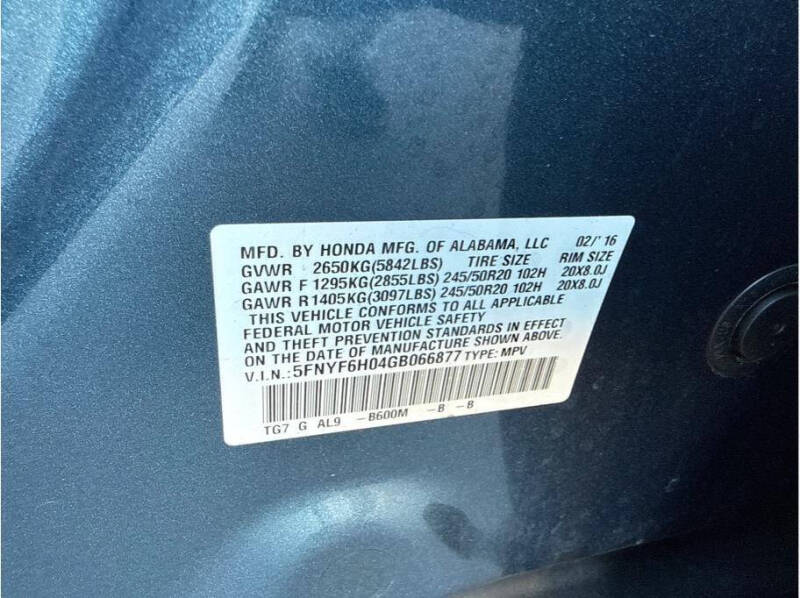 MFD. BY HONDA MFG. OF ALABAMA, LLC 02/'16
GVWR 2650KG(5842LBS) TIRE SIZE RIM SIZE
GAWR F 1295KG(2855LBS) 245/50R20 102H 20X8.0J
GAWR R1405KG(3097LBS) 245/50R20 102H 20X8.0J
THIS VEHICLE CONFORMS TO ALL APPLICABLE
FEDERAL MOTOR VEHICLE SAFETY
AND THEFT PREVENTION STANDARDS IN EFFECT
ON THE DATE OF MANUFACTURE SHOWN ABOVE.
V.I.N.: 5FNYF6H04GB066877 TYPE: MPV
TG7 G AL9 -B600M -B -B